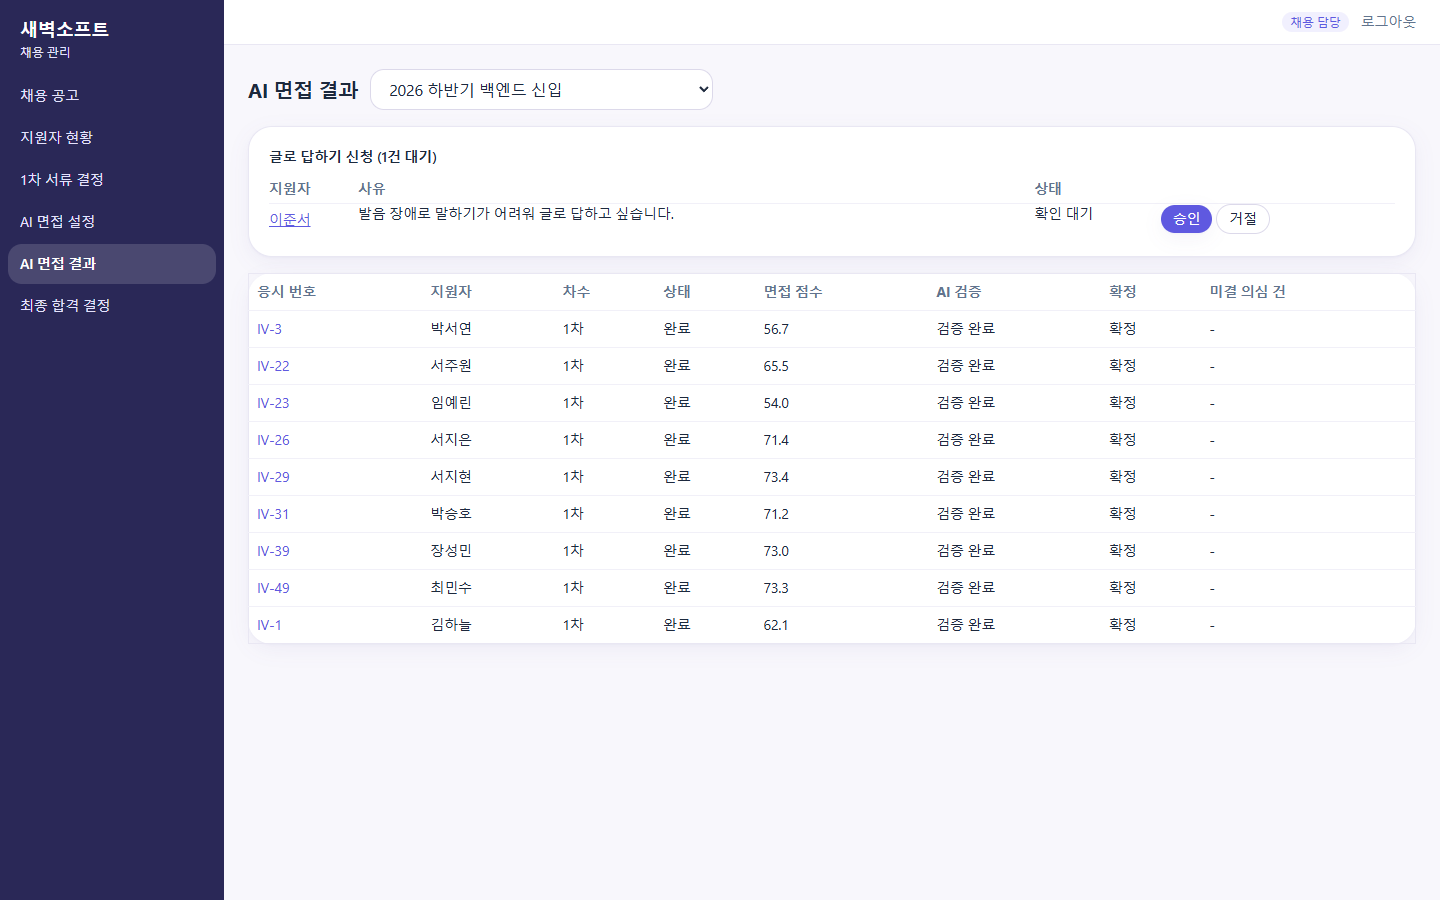 새벽소프트
채용 관리
채용 공고
지원자 현황
1차 서류 결정
AI 면접 설정
AI 면접 결과
최종 합격 결정
채용 담당 로그아웃
AI 면접 결과 2026 하반기 백엔드 신입
글로 답하기 신청 (1건 대기)
지원자 사유 상태
이준서 발음 장애로 말하기가 어려워 글로 답하고 싶습니다. 확인 대기 승인 거절
응시 번호 지원자 차수 상태 면접 점수 AI 검증 확정 미결 의심 건
IV-3 박서연 1차 완료 56.7 검증 완료 확정 -
IV-22 서주원 1차 완료 65.5 검증 완료 확정 -
IV-23 임예린 1차 완료 54.0 검증 완료 확정 -
IV-26 서지은 1차 완료 71.4 검증 완료 확정 -
IV-29 서지현 1차 완료 73.4 검증 완료 확정 -
IV-31 박승호 1차 완료 71.2 검증 완료 확정 -
IV-39 장성민 1차 완료 73.0 검증 완료 확정 -
IV-49 최민수 1차 완료 73.3 검증 완료 확정 -
IV-1 김하늘 1차 완료 62.1 검증 완료 확정 -